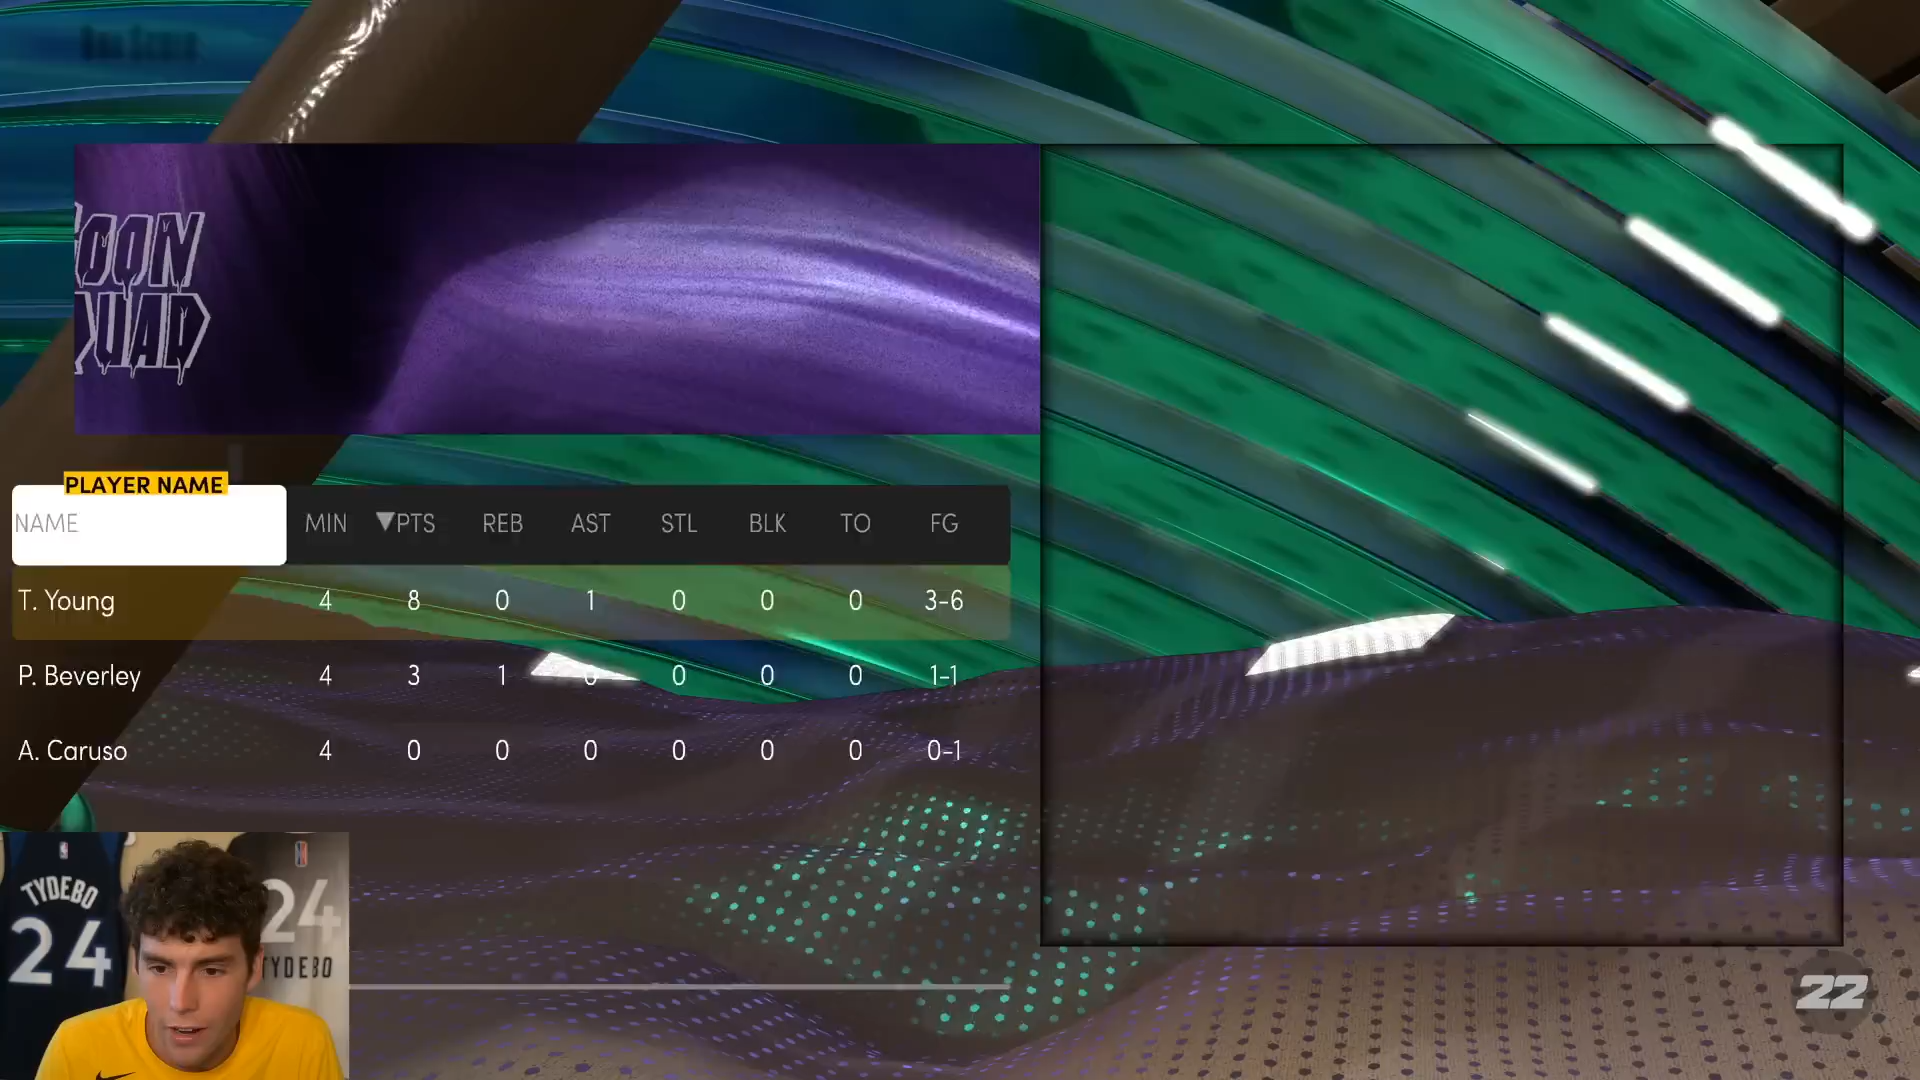 OON
QUAD
PLAYER NAME
NAME MIN ▼PTS REB AST STL BLK TO FG
T. Young 4 8 0 1 0 0 0 3-6
P. Beverley 4 3 1 0 0 0 0 1-1
A. Caruso 4 0 0 0 0 0 0 0-1
TYDEBO
24
24
TYDEBO
22